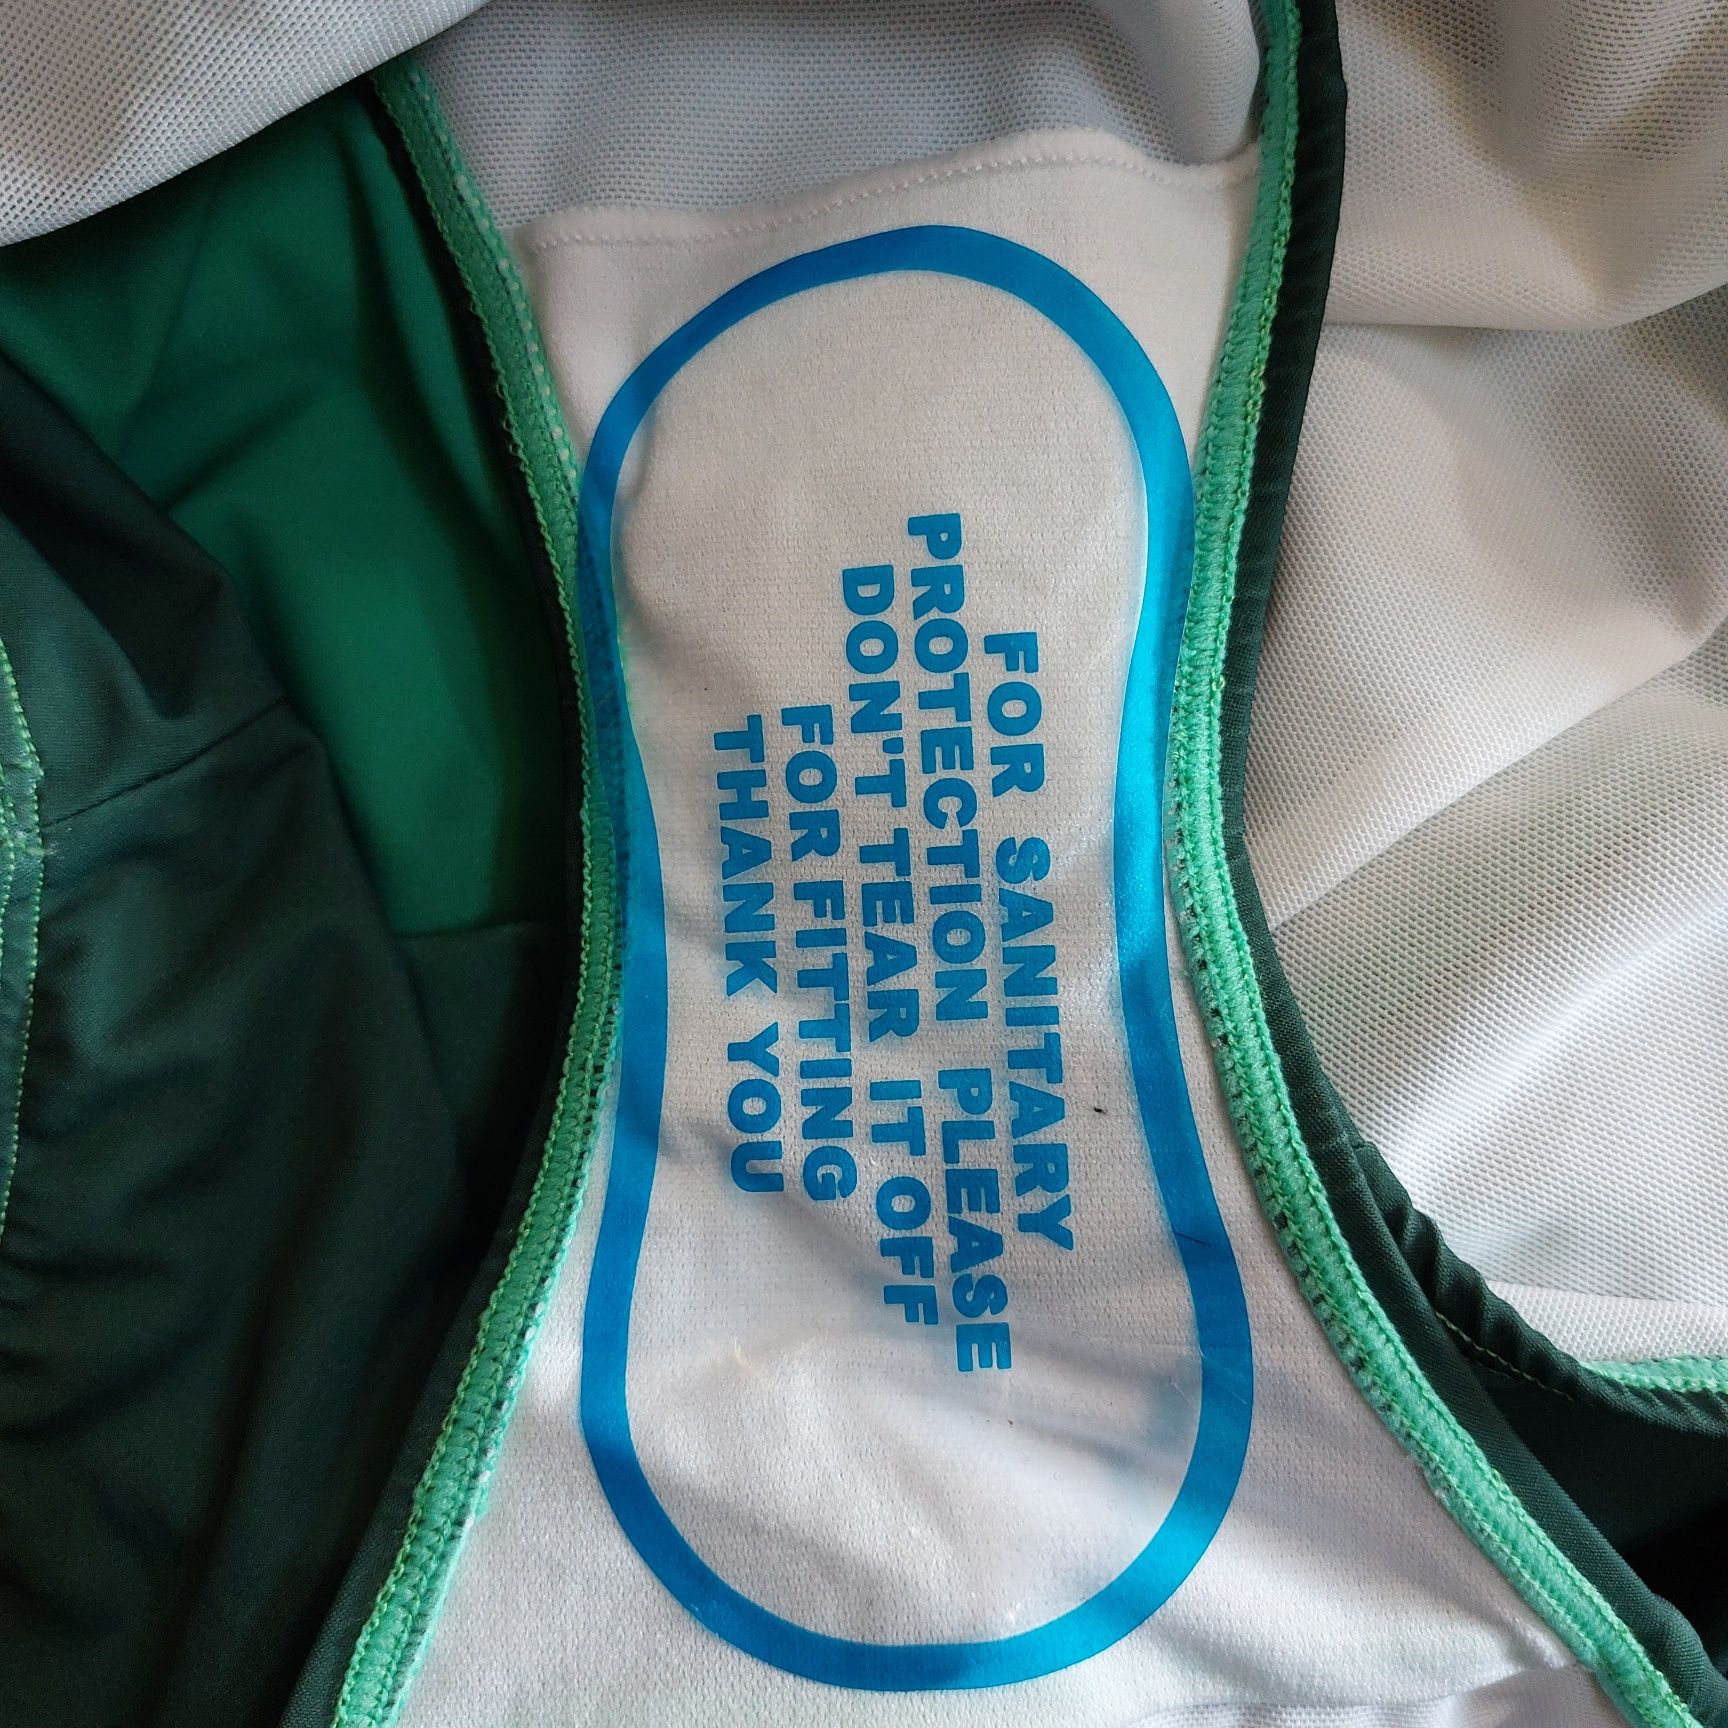 FOR SANITARY
PROTECTION PLEASE
DON'T TEAR IT OFF
FOR FITTING
THANK YOU